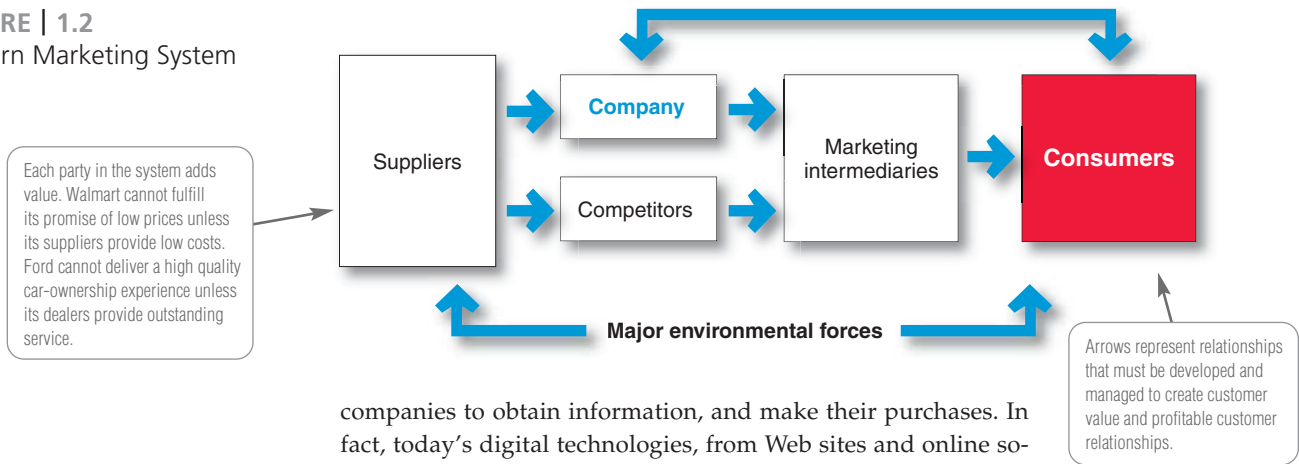 RE | 1.2
rn Marketing System
Each party in the system adds
value. Walmart cannot fulfill
its promise of low prices unless
its suppliers provide low costs.
Ford cannot deliver a high quality
car-ownership experience unless
its dealers provide outstanding
service.
Suppliers
Company
Competitors
Marketing
intermediaries
Consumers
Major environmental forces
Arrows represent relationships
that must be developed and
managed to create customer
value and profitable customer
relationships.
companies to obtain information, and make their purchases. In
fact, today's digital technologies, from Web sites and online so-